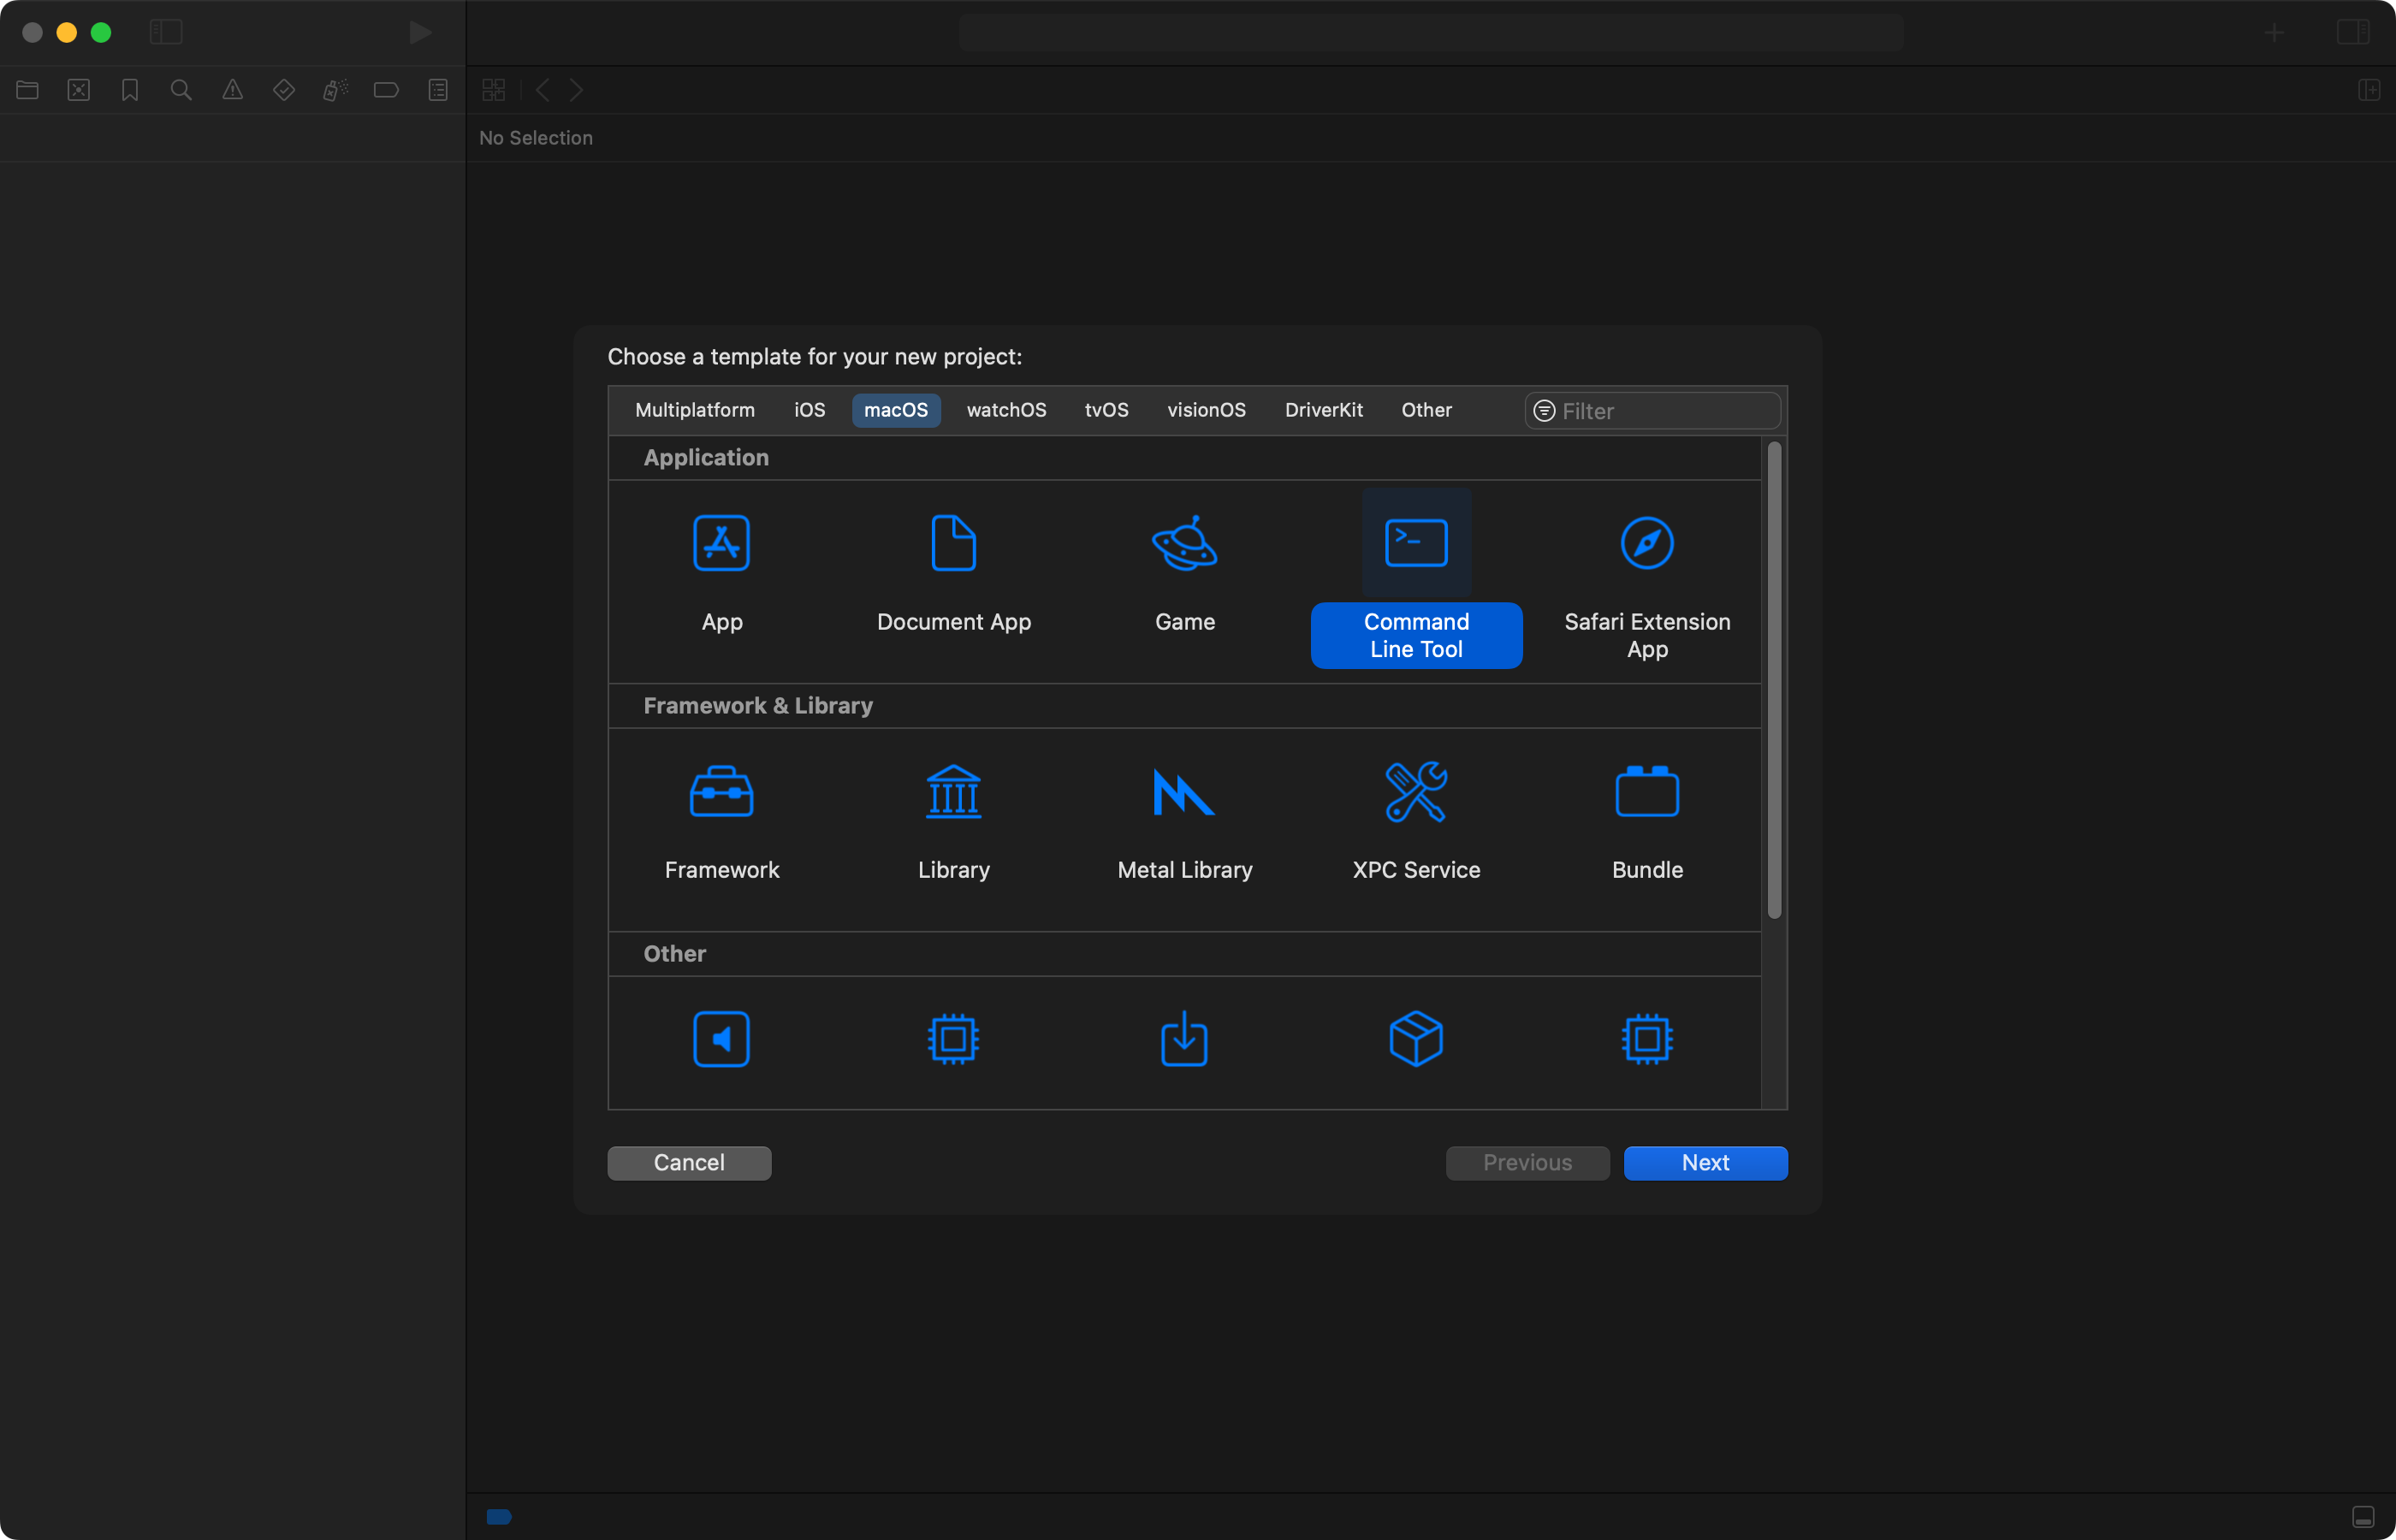 No Selection
Choose a template for your new project:
Multiplatform iOS macOS watchOS tvOS visionOS DriverKit Other Filter
Application
App Document App Game Command Safari Extension
Line Tool App
Framework & Library
Framework Library Metal Library XPC Service Bundle
Other
Cancel Previous Next